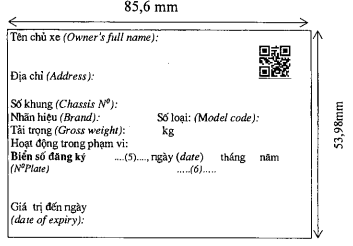 85,6 mm
Tên chủ xe (Owner's full name):
Địa chỉ (Address):
Số khung (Chassis Nº):
Nhãn hiệu (Brand): Số loại: (Model code):
Tải trọng (Gross weight): kg
Hoạt động trong phạm vi:
Biển số đăng ký ....(5)...., ngày (date) tháng năm
(NºPlate) .....(6).....
Giá trị đến ngày
(date of expiry):
53,98mm